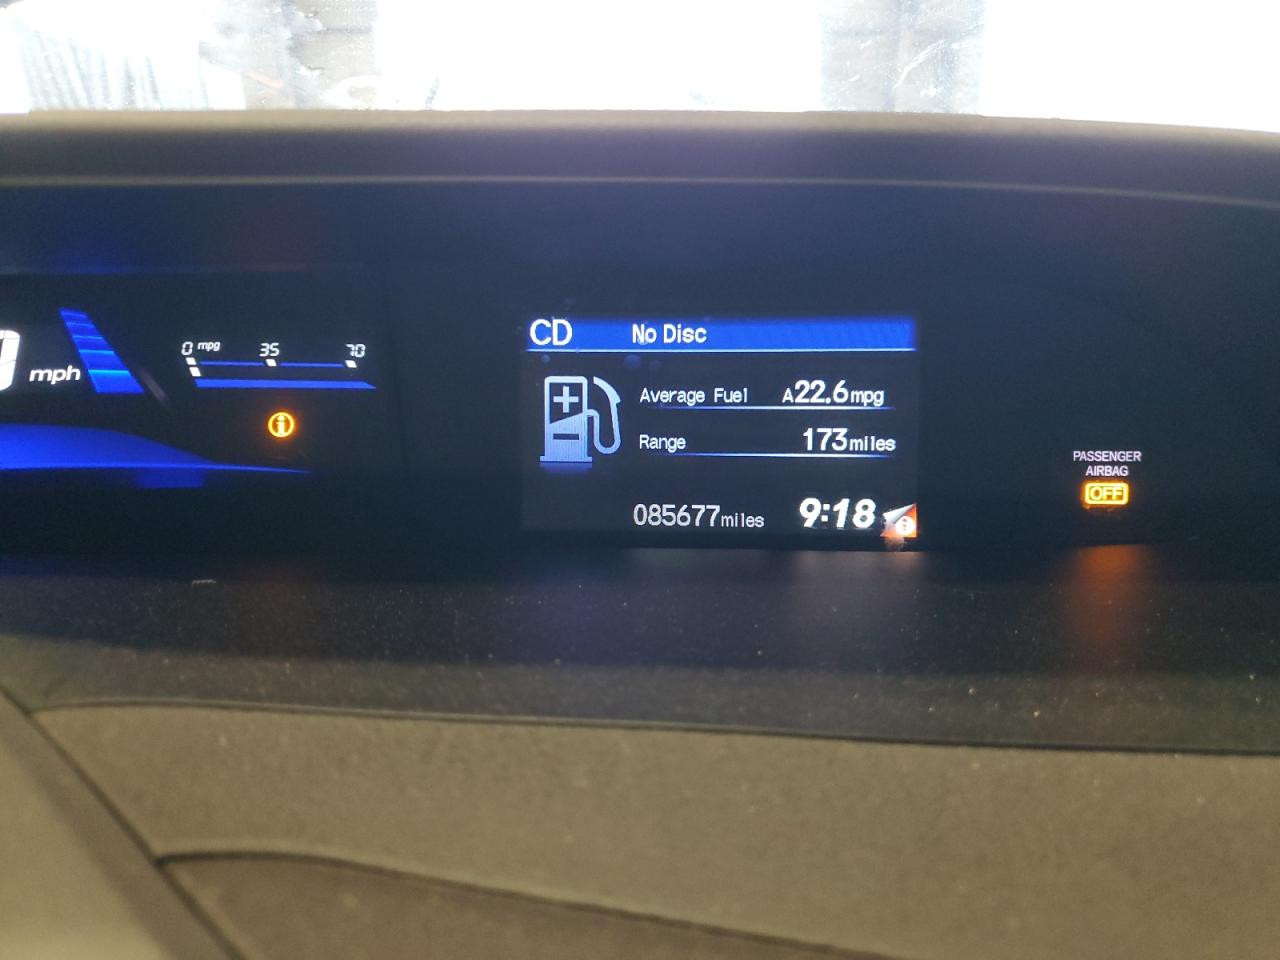 mph
0 mpg 35 70
CD No Disc
Average Fuel A22.6mpg
Range 173miles
085677miles 9:18
PASSENGER
AIRBAG
OFF